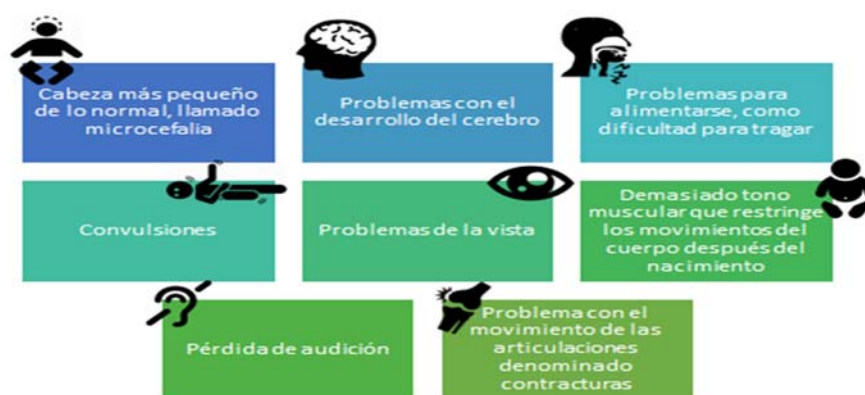 Cabeza más pequeño
de lo normal, llamado
microcefalia
Problemas con el
desarrollo del cerebro
Problemas para
alimentarse, como
dificultad para tragar
Convulsiones
Problemas de la vista
Demasiado tono
muscular que restringe
los movimientos del
cuerpo después del
nacimiento
Pérdida de audición
Problema con el
movimiento de las
articulaciones
denominado
contracturas